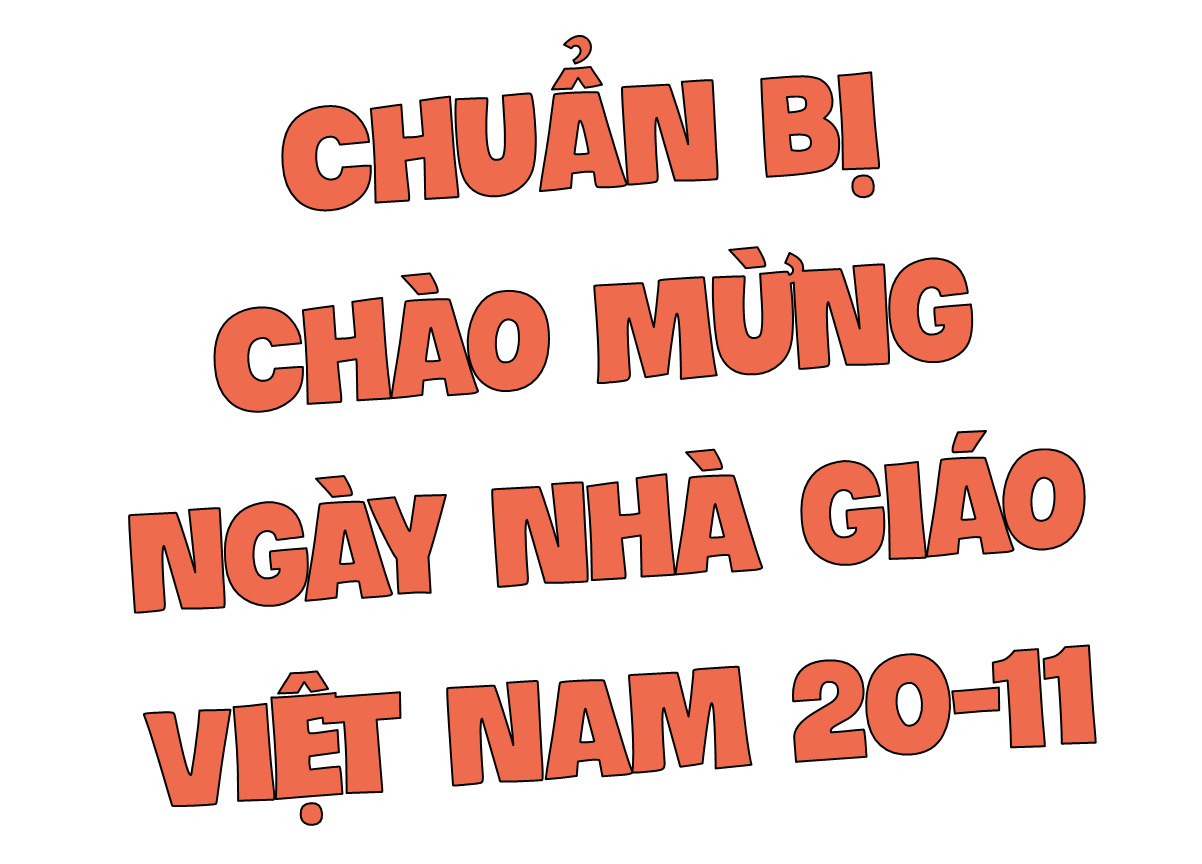 CHUẨN BỊ
CHÀO MỪNG
NGÀY NHÀ GIÁO
VIỆT NAM 20-11